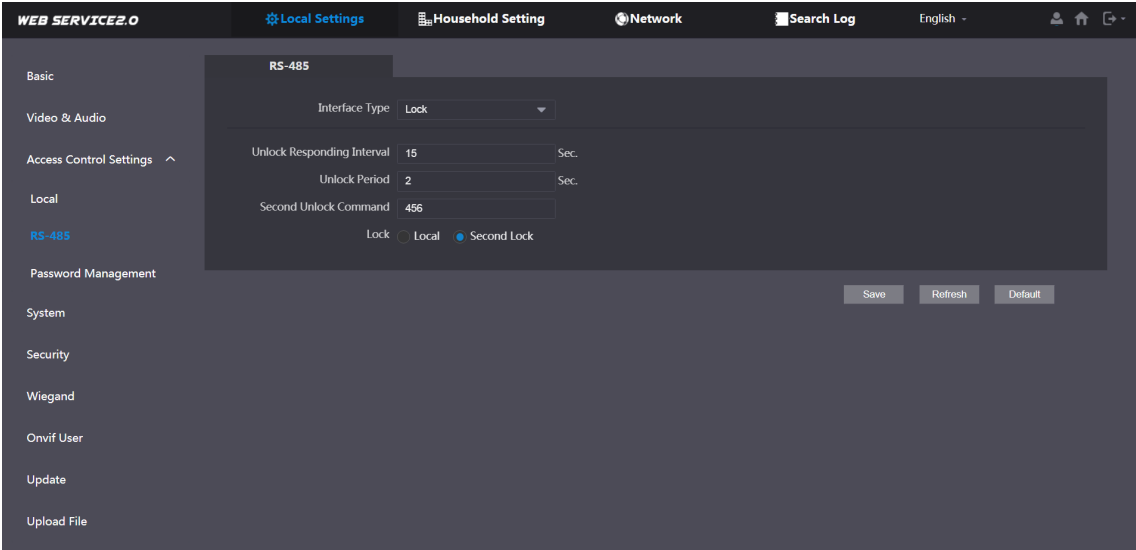 WEB SERVICE2.0
Local Settings
Household Setting
Network
Search Log
English
Basic
Video & Audio
Access Control Settings
Local
RS-485
Password Management
System
Security
Wiegand
Onvif User
Update
Upload File
RS-485
Interface Type Lock
Unlock Responding Interval 15 Sec.
Unlock Period 2 Sec.
Second Unlock Command 456
Lock Local Second Lock
Save Refresh Default